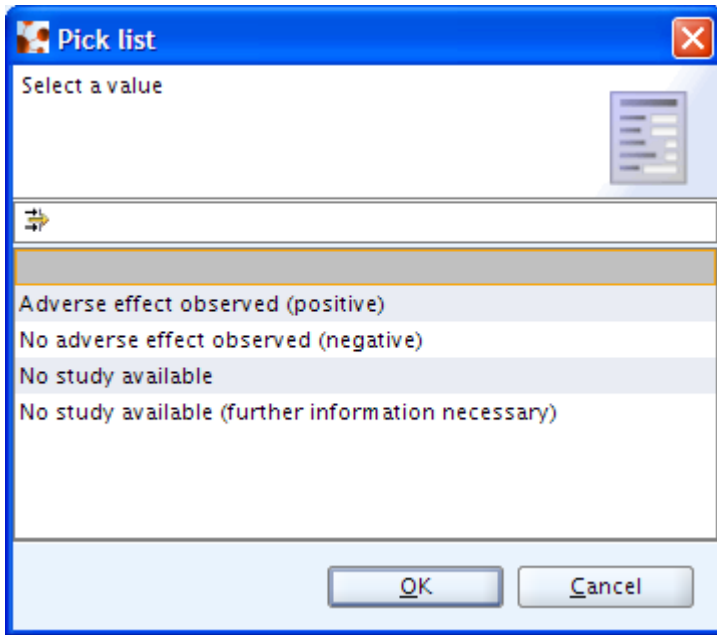 Pick list
Select a value
Adverse effect observed (positive)
No adverse effect observed (negative)
No study available
No study available (further information necessary)
OK
Cancel